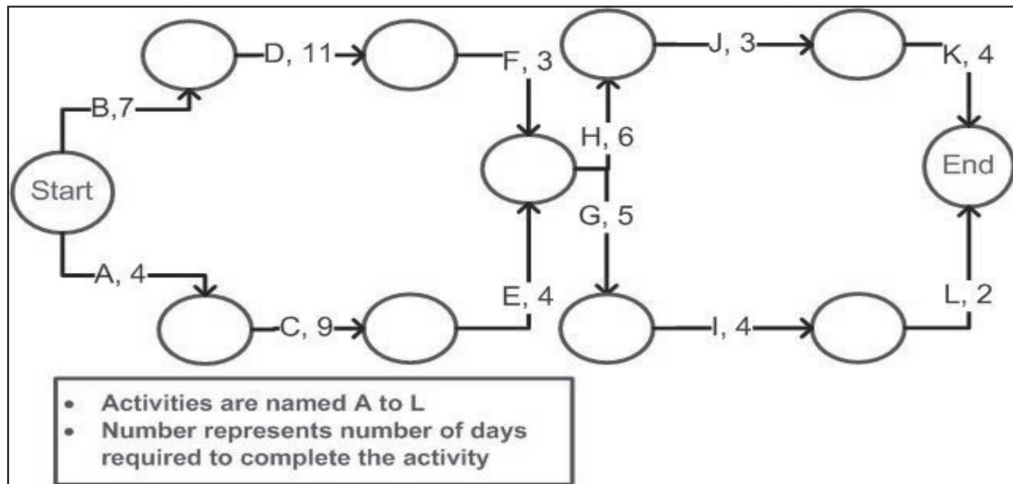 D, 11
F, 3
J, 3
K, 4
B,7
H, 6
Start
End
G, 5
A, 4
E, 4
L, 2
C, 9
I, 4
• Activities are named A to L
• Number represents number of days
required to complete the activity